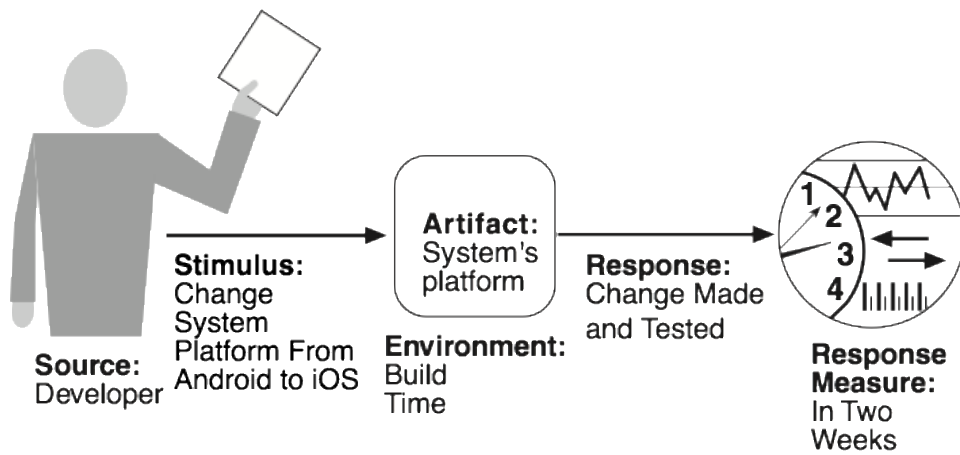 Source:
Developer
Stimulus:
Change
System
Platform From
Android to iOS
Artifact:
System's
platform
Environment:
Build
Time
Response:
Change Made
and Tested
1
2
3
4
Response
Measure:
In Two
Weeks